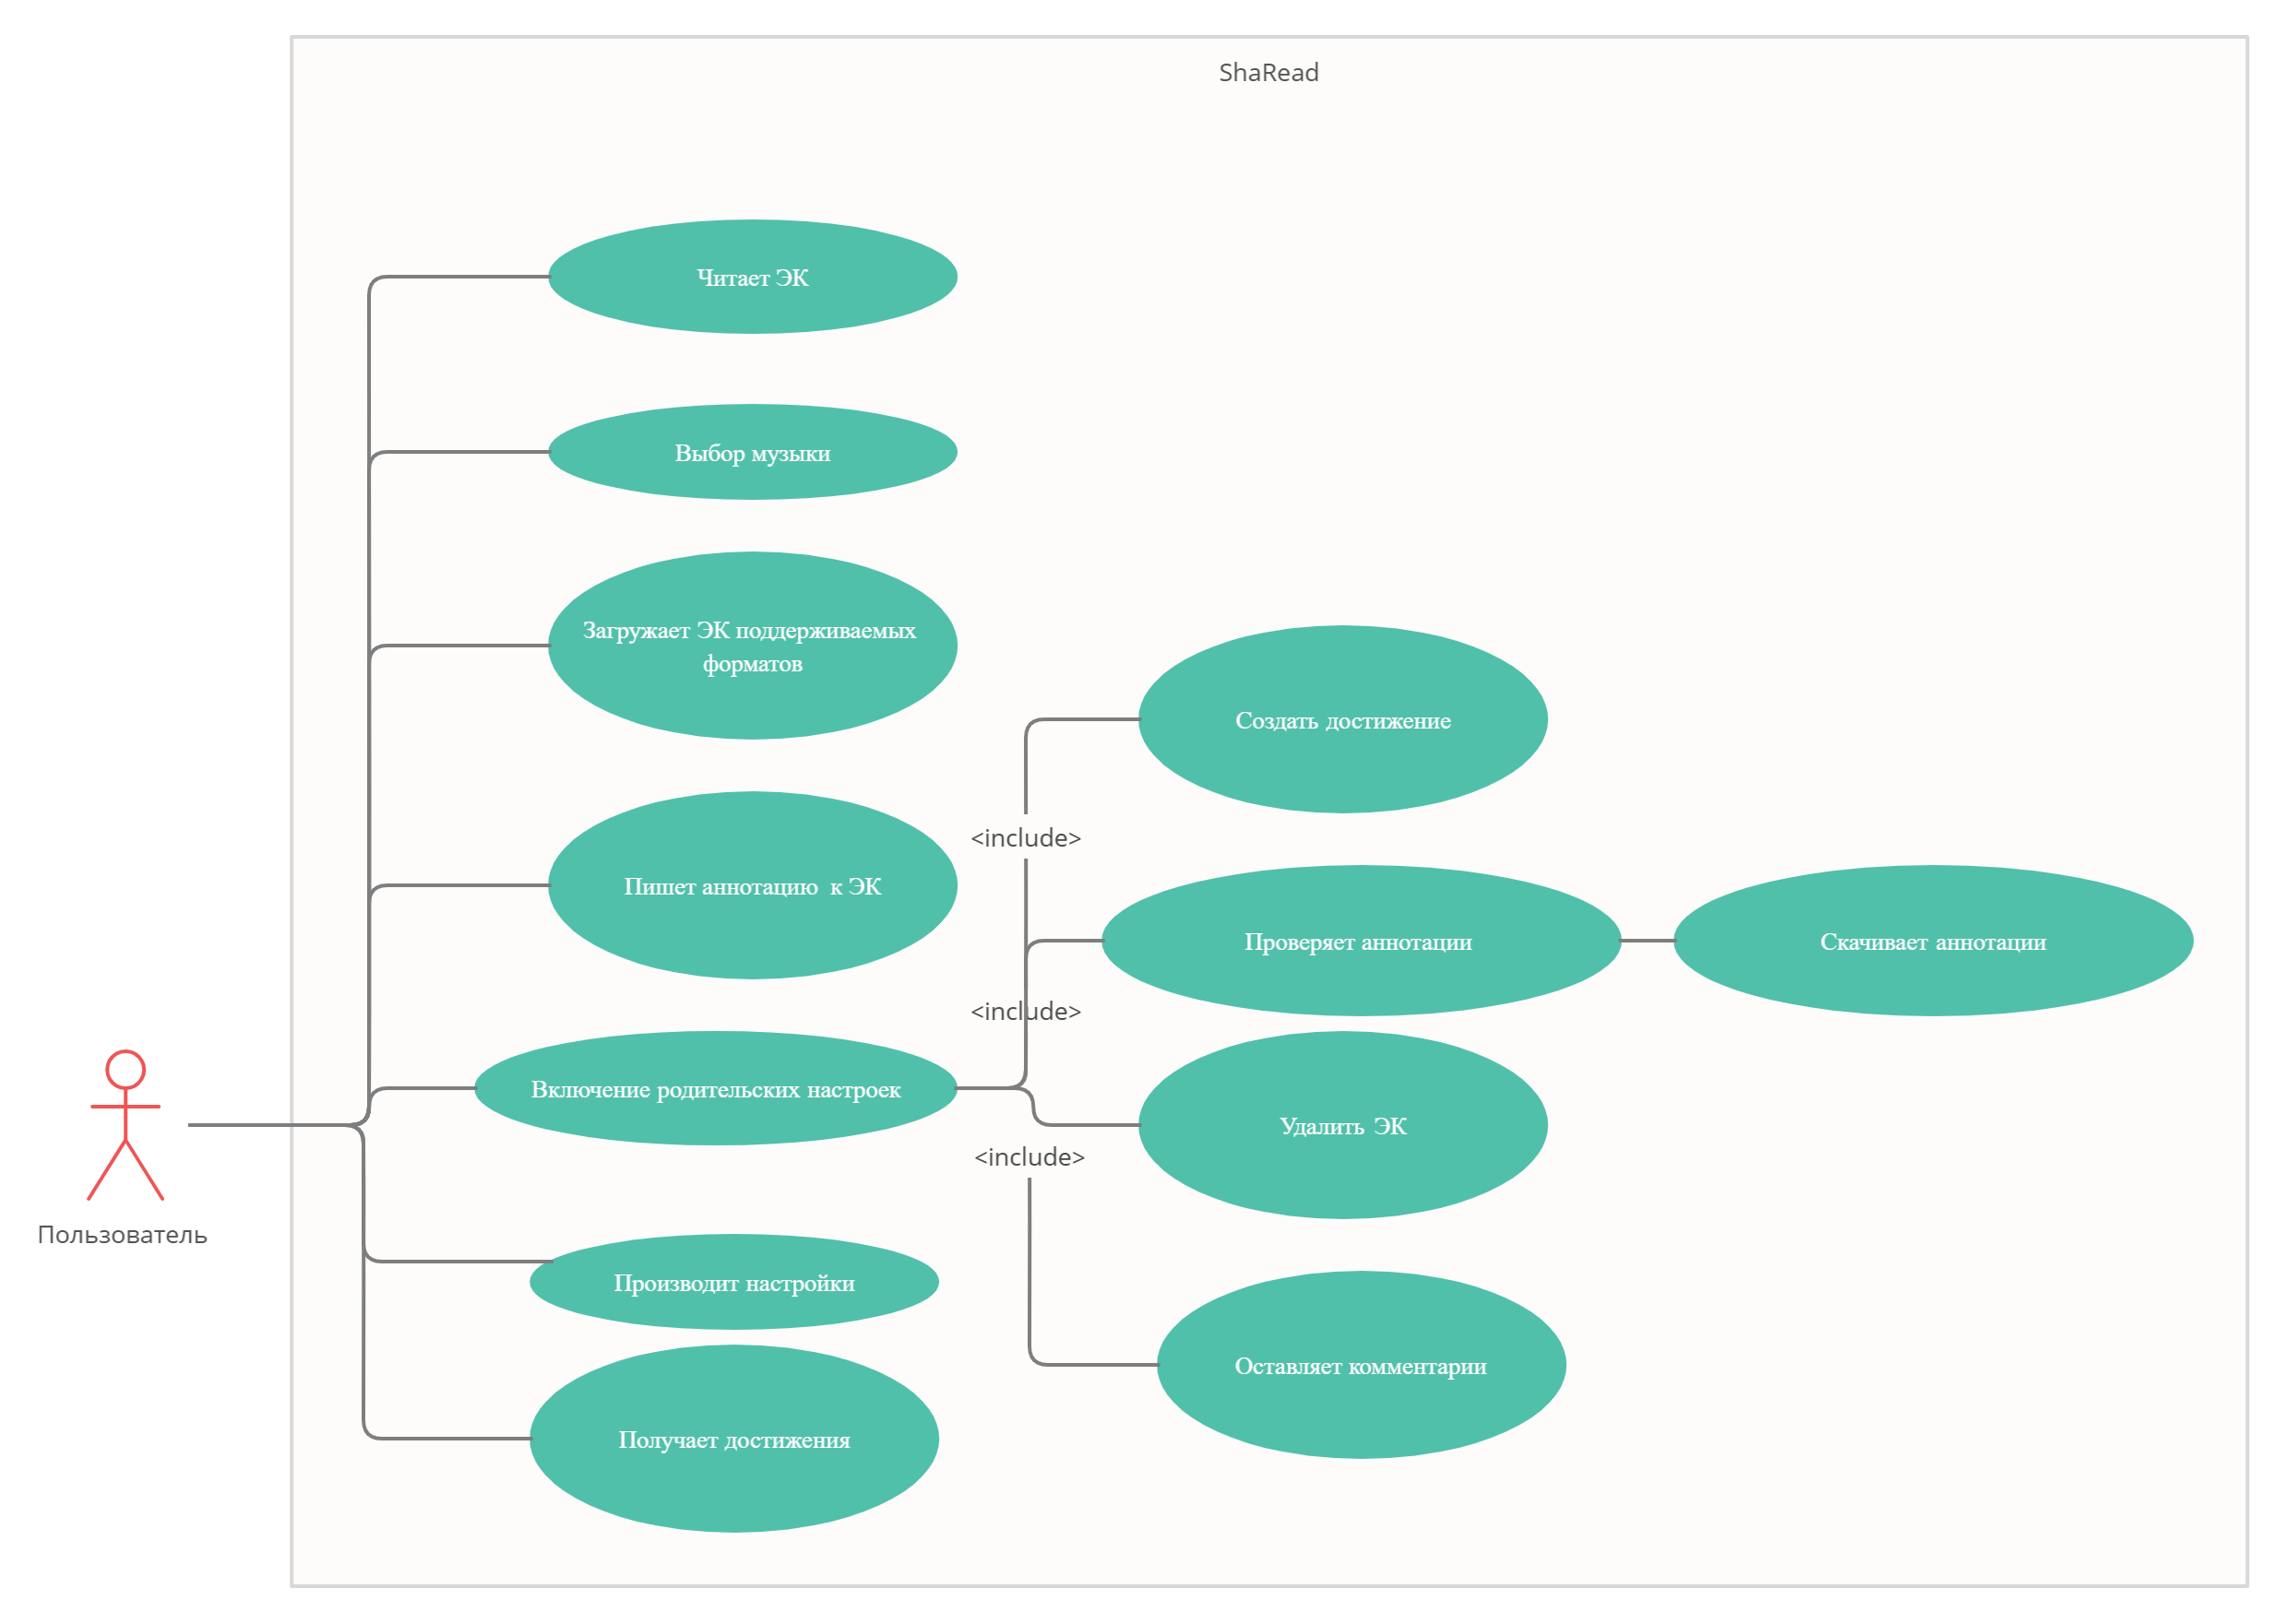 ShaRead
Читает ЭК
Выбор музыки
Загружает ЭК поддерживаемых
форматов
Создать достижение
<include>
Пишет аннотацию к ЭК
Проверяет аннотации
Скачивает аннотации
<include>
Включение родительских настроек
Удалить ЭК
<include>
Пользователь
Производит настройки
Оставляет комментарии
Получает достижения